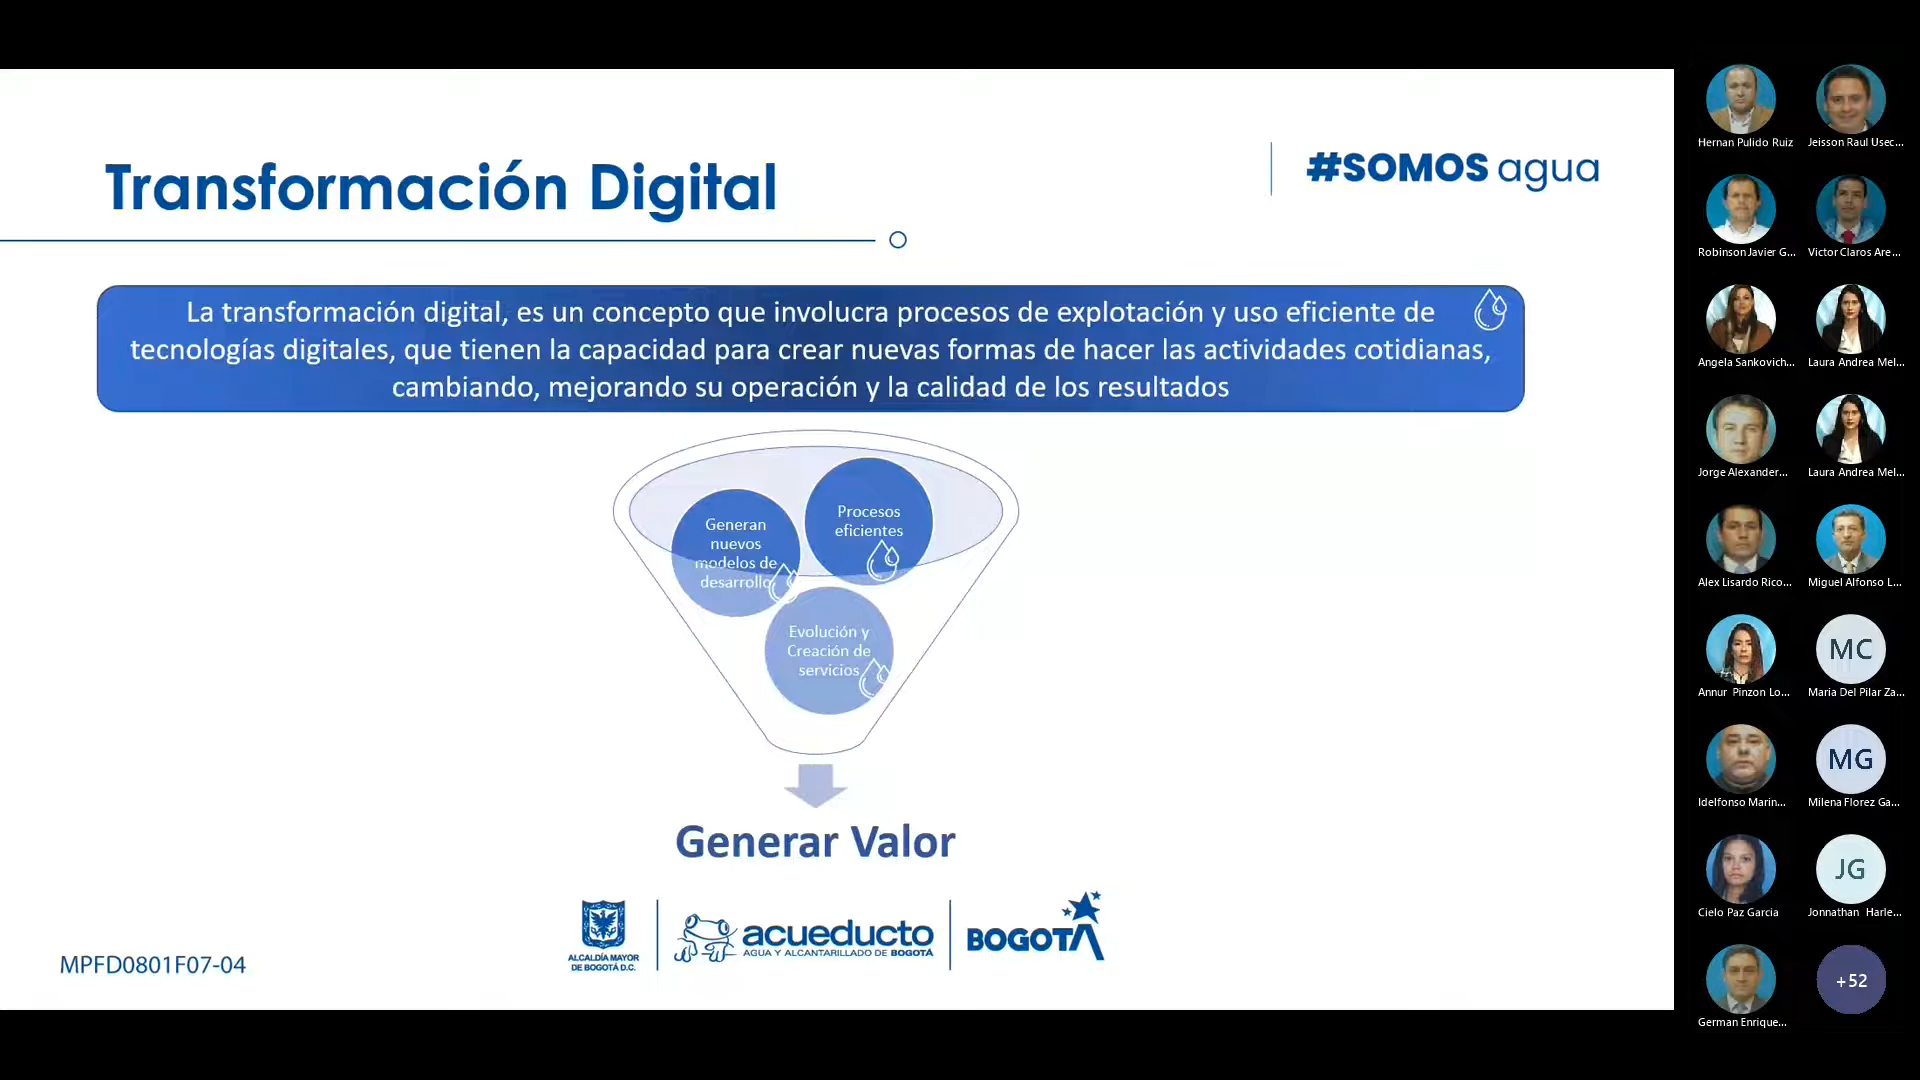 Transformación Digital
#SOMOS agua
La transformación digital, es un concepto que involucra procesos de explotación y uso eficiente de
tecnologías digitales, que tienen la capacidad para crear nuevas formas de hacer las actividades cotidianas,
cambiando, mejorando su operación y la calidad de los resultados
Generan
nuevos
modelos de
desarrollo
Procesos
eficientes
Evolución y
Creación de
servicios
Generar Valor
ALCALDÍA MAYOR
DE BOGOTÁ D.C.
acueducto
AGUA Y ALCANTARILLADO DE BOGOTÁ
BOGOTÁ
MPFD0801F07-04
Hernan Pulido Ruiz
Jeisson Raul Usec...
Robinson Javier G...
Victor Claros Are...
Angela Sankovich...
Laura Andrea Mel...
Jorge Alexander...
Laura Andrea Mel...
Alex Lisardo Rico...
Miguel Alfonso L...
Annur Pinzon Lo...
MC
Maria Del Pilar Za...
Idelfonso Marin...
MG
Milena Florez Ga...
Cielo Paz Garcia
JG
Jonnathan Harle...
German Enrique...
+52